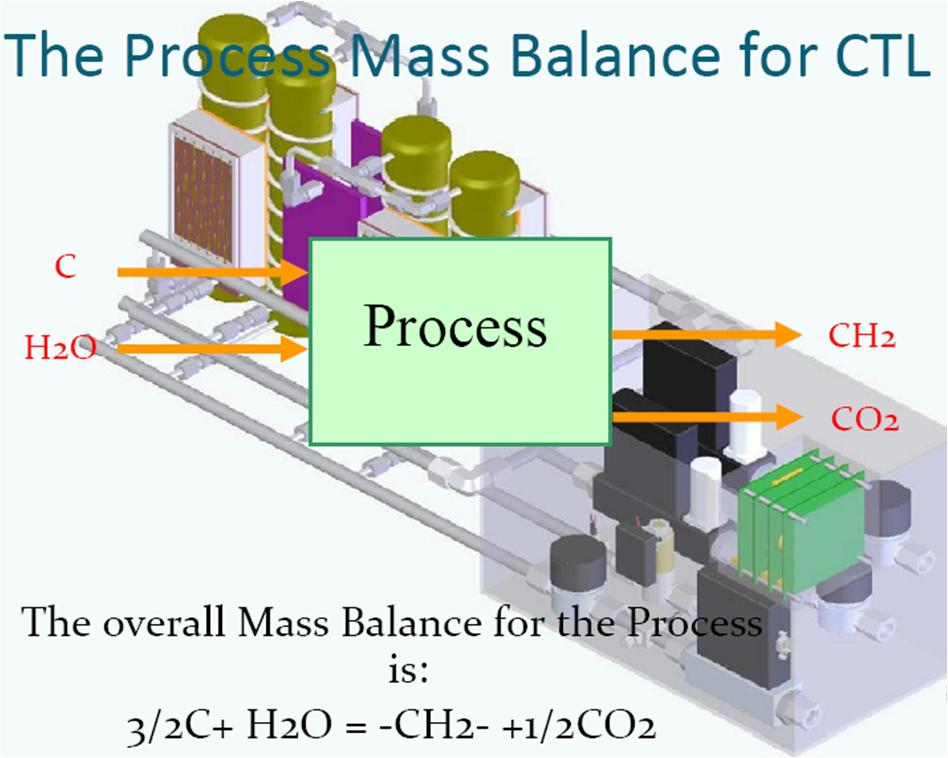 The Process Mass Balance for CTL
C
H2O
Process
CH2
CO2
The overall Mass Balance for the Process
is:
3/2C+ H2O = -CH2- +1/2CO2